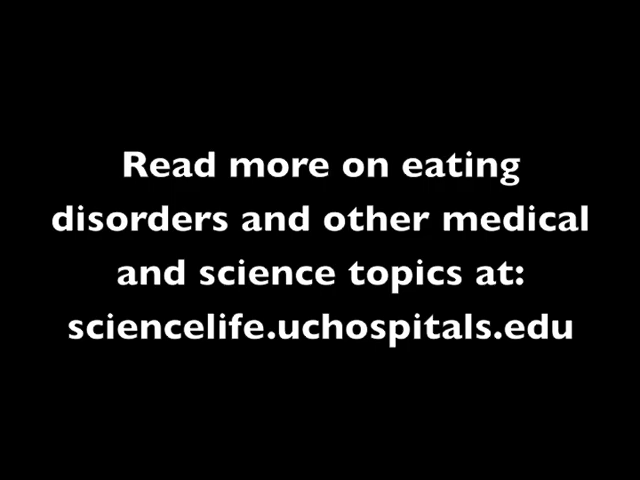 Read more on eating
disorders and other medical
and science topics at:
sciencelife.uchospitals.edu